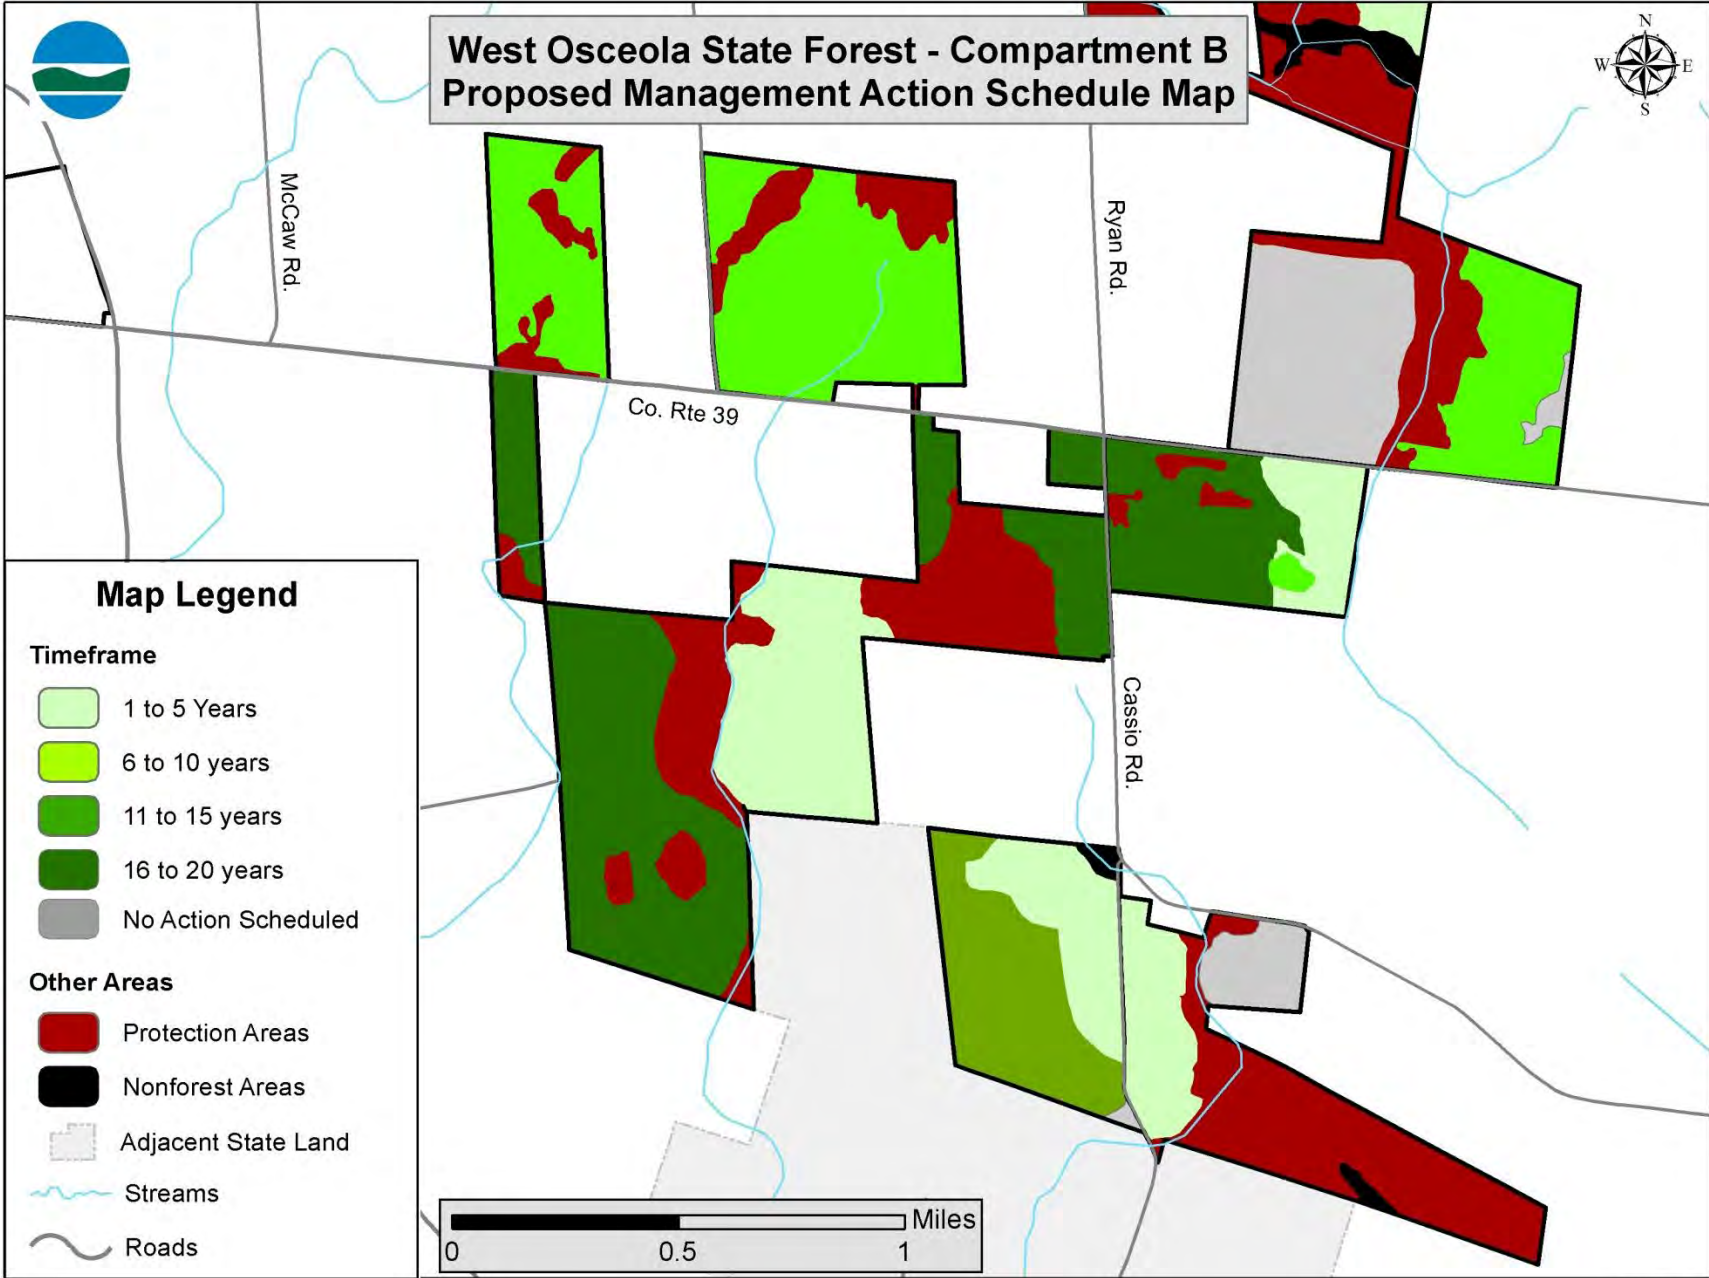 West Osceola State Forest - Compartment B
Proposed Management Action Schedule Map
N
W E
S
McCaw Rd.
Ryan Rd.
Co. Rte 39
Cassio Rd.
Map Legend
Timeframe
1 to 5 Years
6 to 10 years
11 to 15 years
16 to 20 years
No Action Scheduled
Other Areas
Protection Areas
Nonforest Areas
Adjacent State Land
Streams
Roads
Miles
0 0.5 1